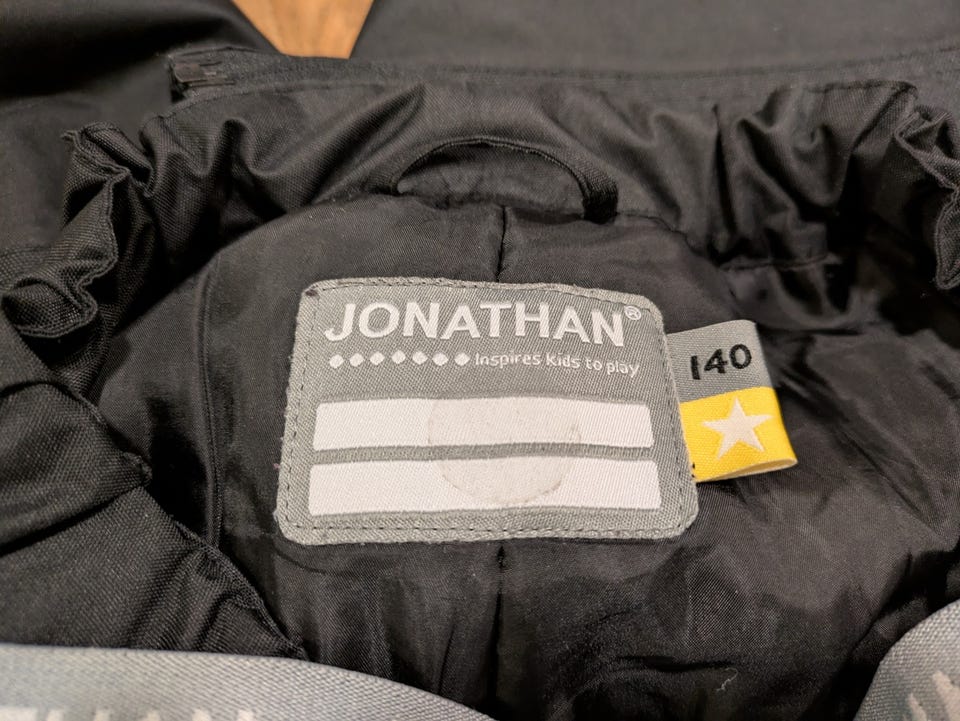 JONATHAN®
Inspires kids to play
140